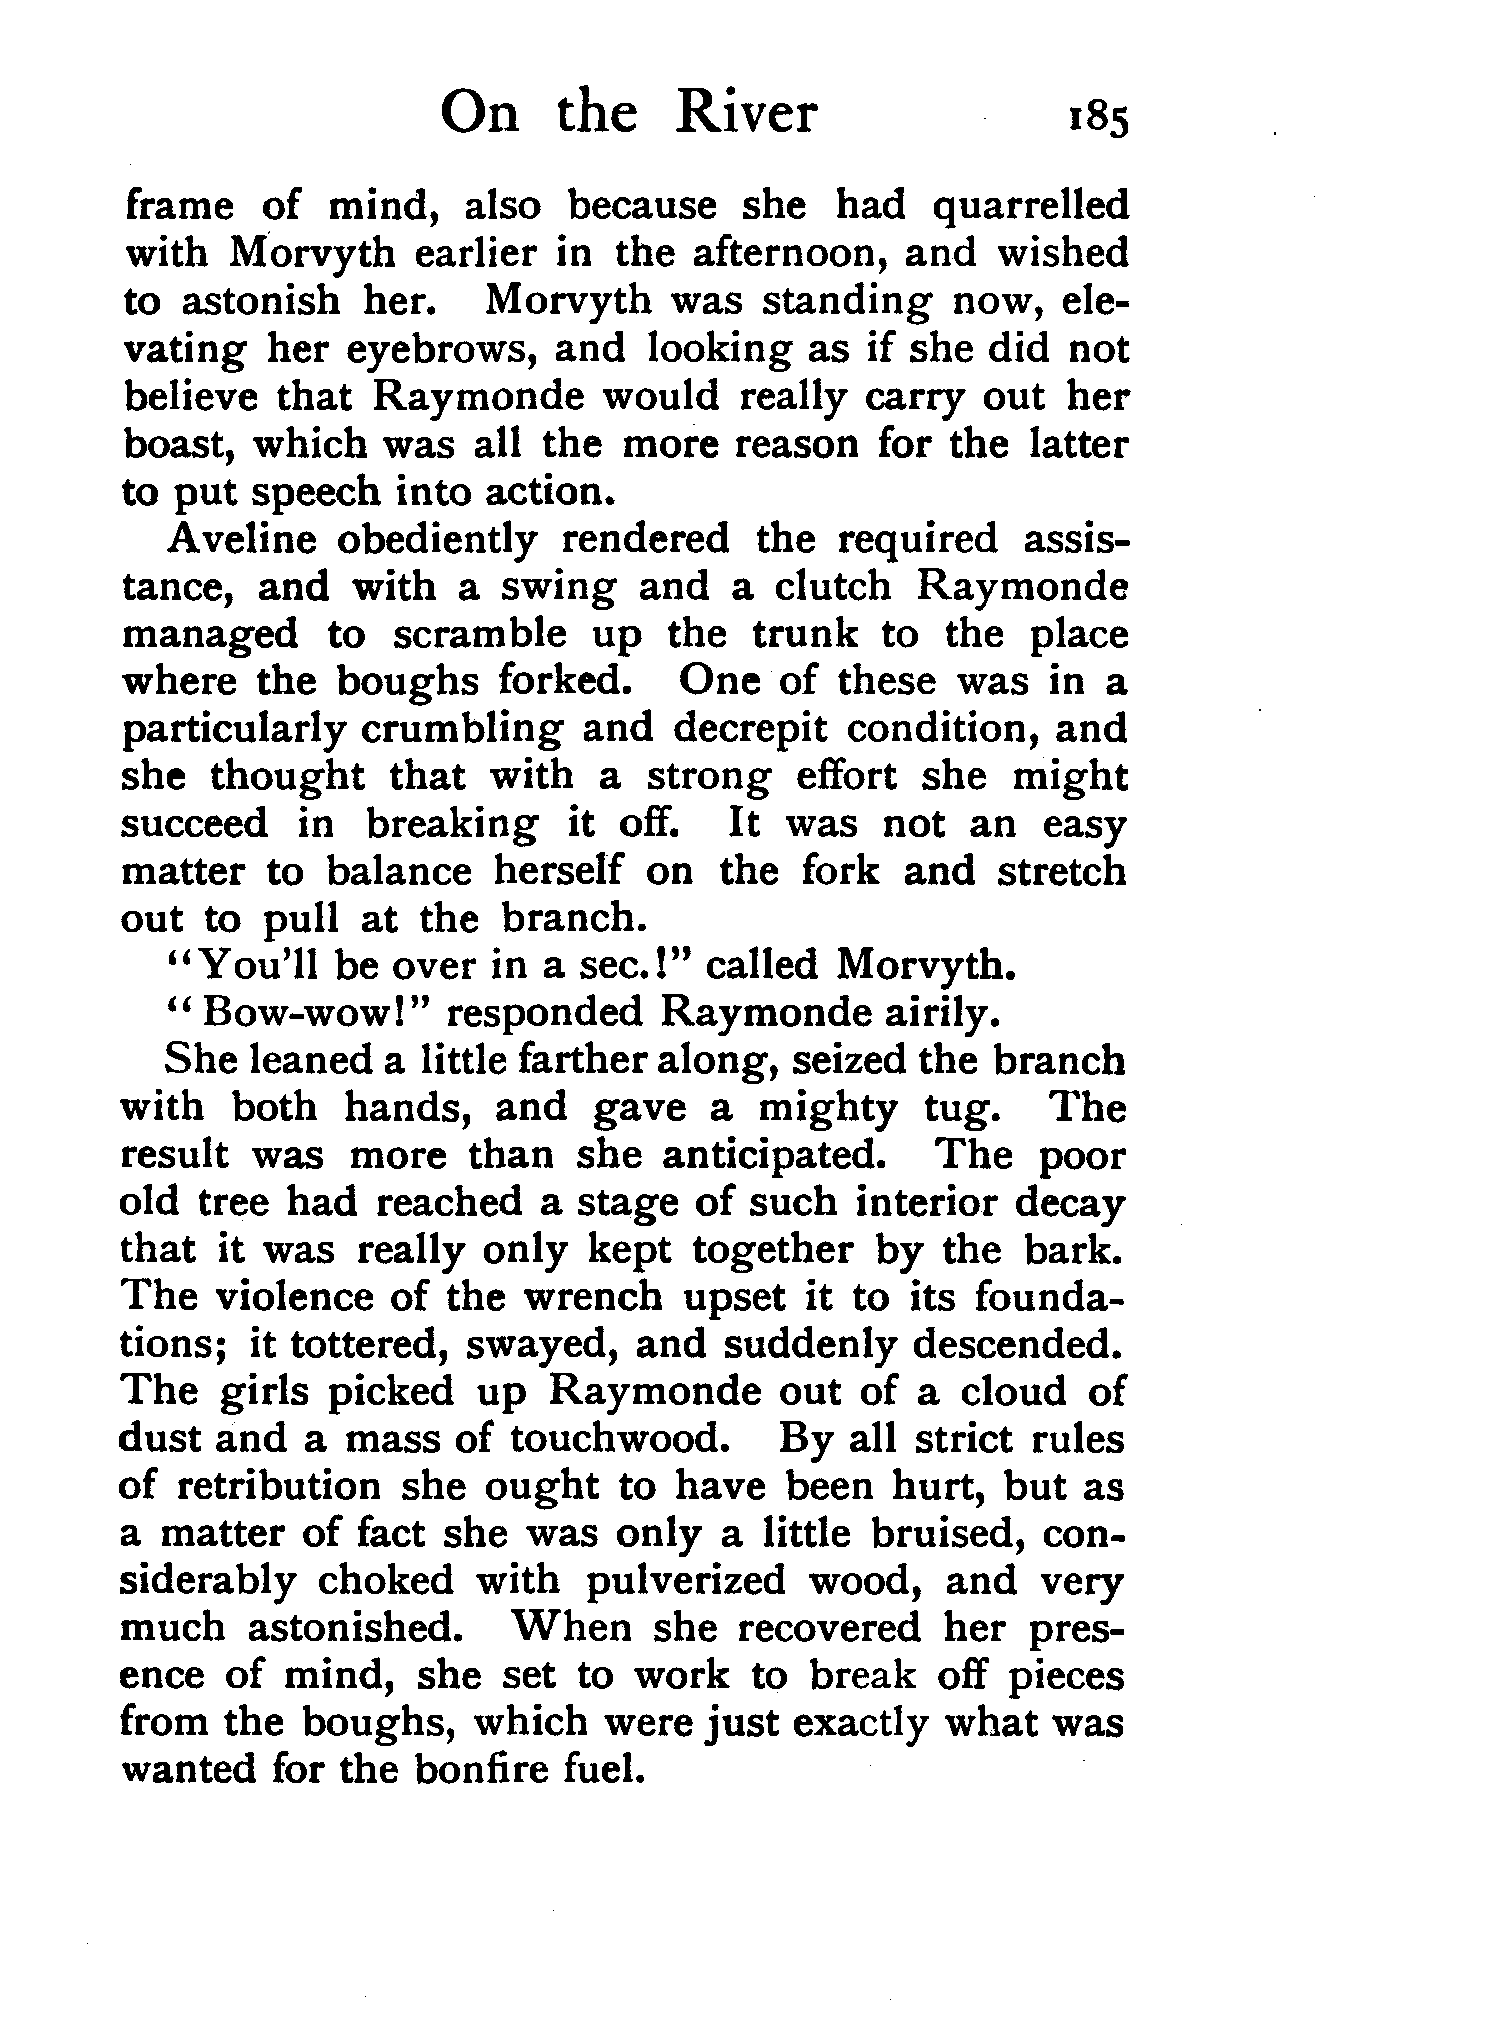 On the River 185
frame of mind, also because she had quarrelled
with Morvyth earlier in the afternoon, and wished
to astonish her. Morvyth was standing now, ele-
vating her eyebrows, and looking as if she did not
believe that Raymonde would really carry out her
boast, which was all the more reason for the latter
to put speech into action.
Aveline obediently rendered the required assis-
tance, and with a swing and a clutch Raymonde
managed to scramble up the trunk to the place
where the boughs forked. One of these was in a
particularly crumbling and decrepit condition, and
she thought that with a strong effort she might
succeed in breaking it off. It was not an easy
matter to balance herself on the fork and stretch
out to pull at the branch.
"You'll be over in a sec.!" called Morvyth.
"Bow-wow!" responded Raymonde airily.
She leaned a little farther along, seized the branch
with both hands, and gave a mighty tug. The
result was more than she anticipated. The poor
old tree had reached a stage of such interior decay
that it was really only kept together by the bark.
The violence of the wrench upset it to its founda-
tions; it tottered, swayed, and suddenly descended.
The girls picked up Raymonde out of a cloud of
dust and a mass of touchwood. By all strict rules
of retribution she ought to have been hurt, but as
a matter of fact she was only a little bruised, con-
siderably choked with pulverized wood, and very
much astonished. When she recovered her pres-
ence of mind, she set to work to break off pieces
from the boughs, which were just exactly what was
wanted for the bonfire fuel.